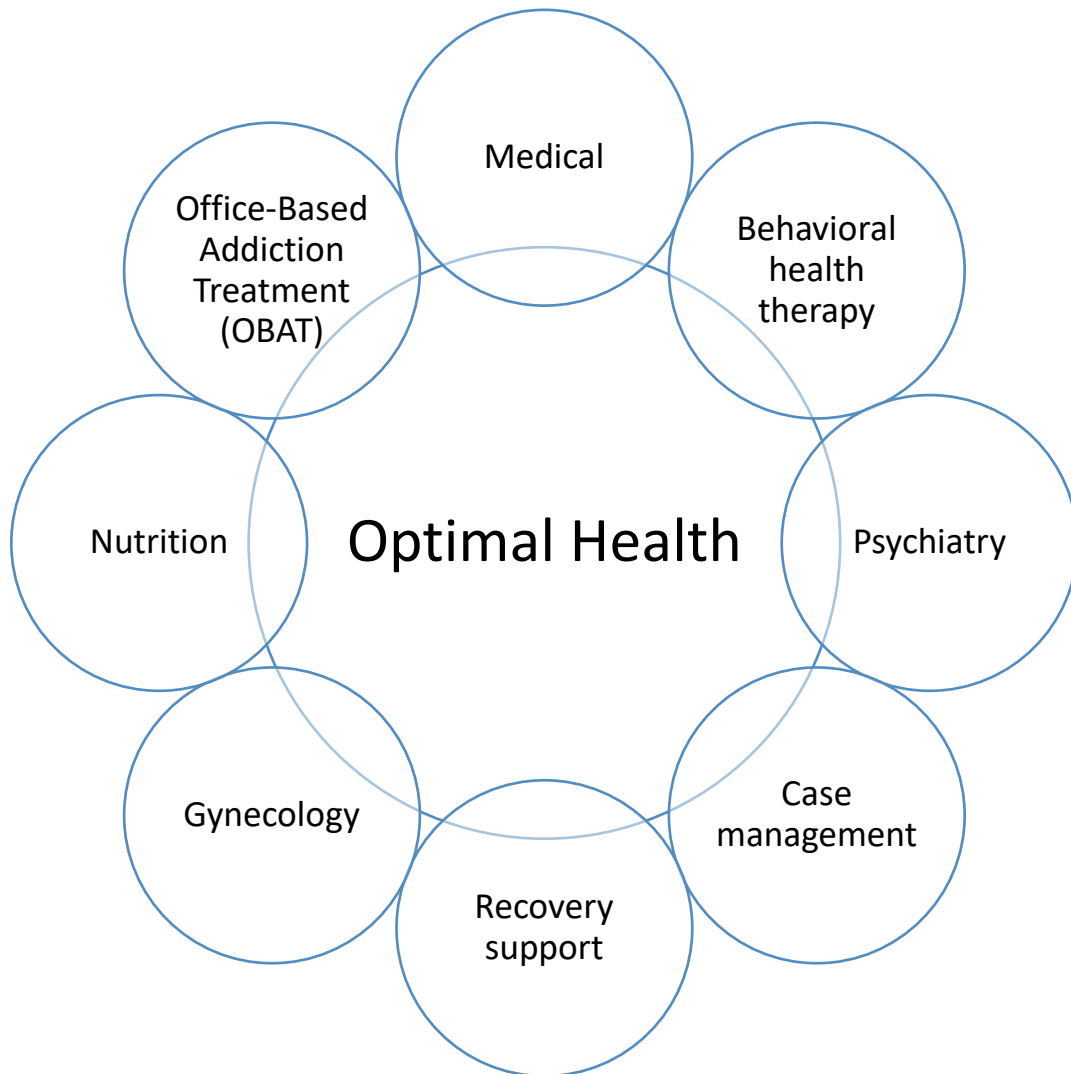 Medical
Office-Based
Addiction
Treatment
(OBAT)
Behavioral
health
therapy
Nutrition
Optimal Health
Psychiatry
Gynecology
Case
management
Recovery
support